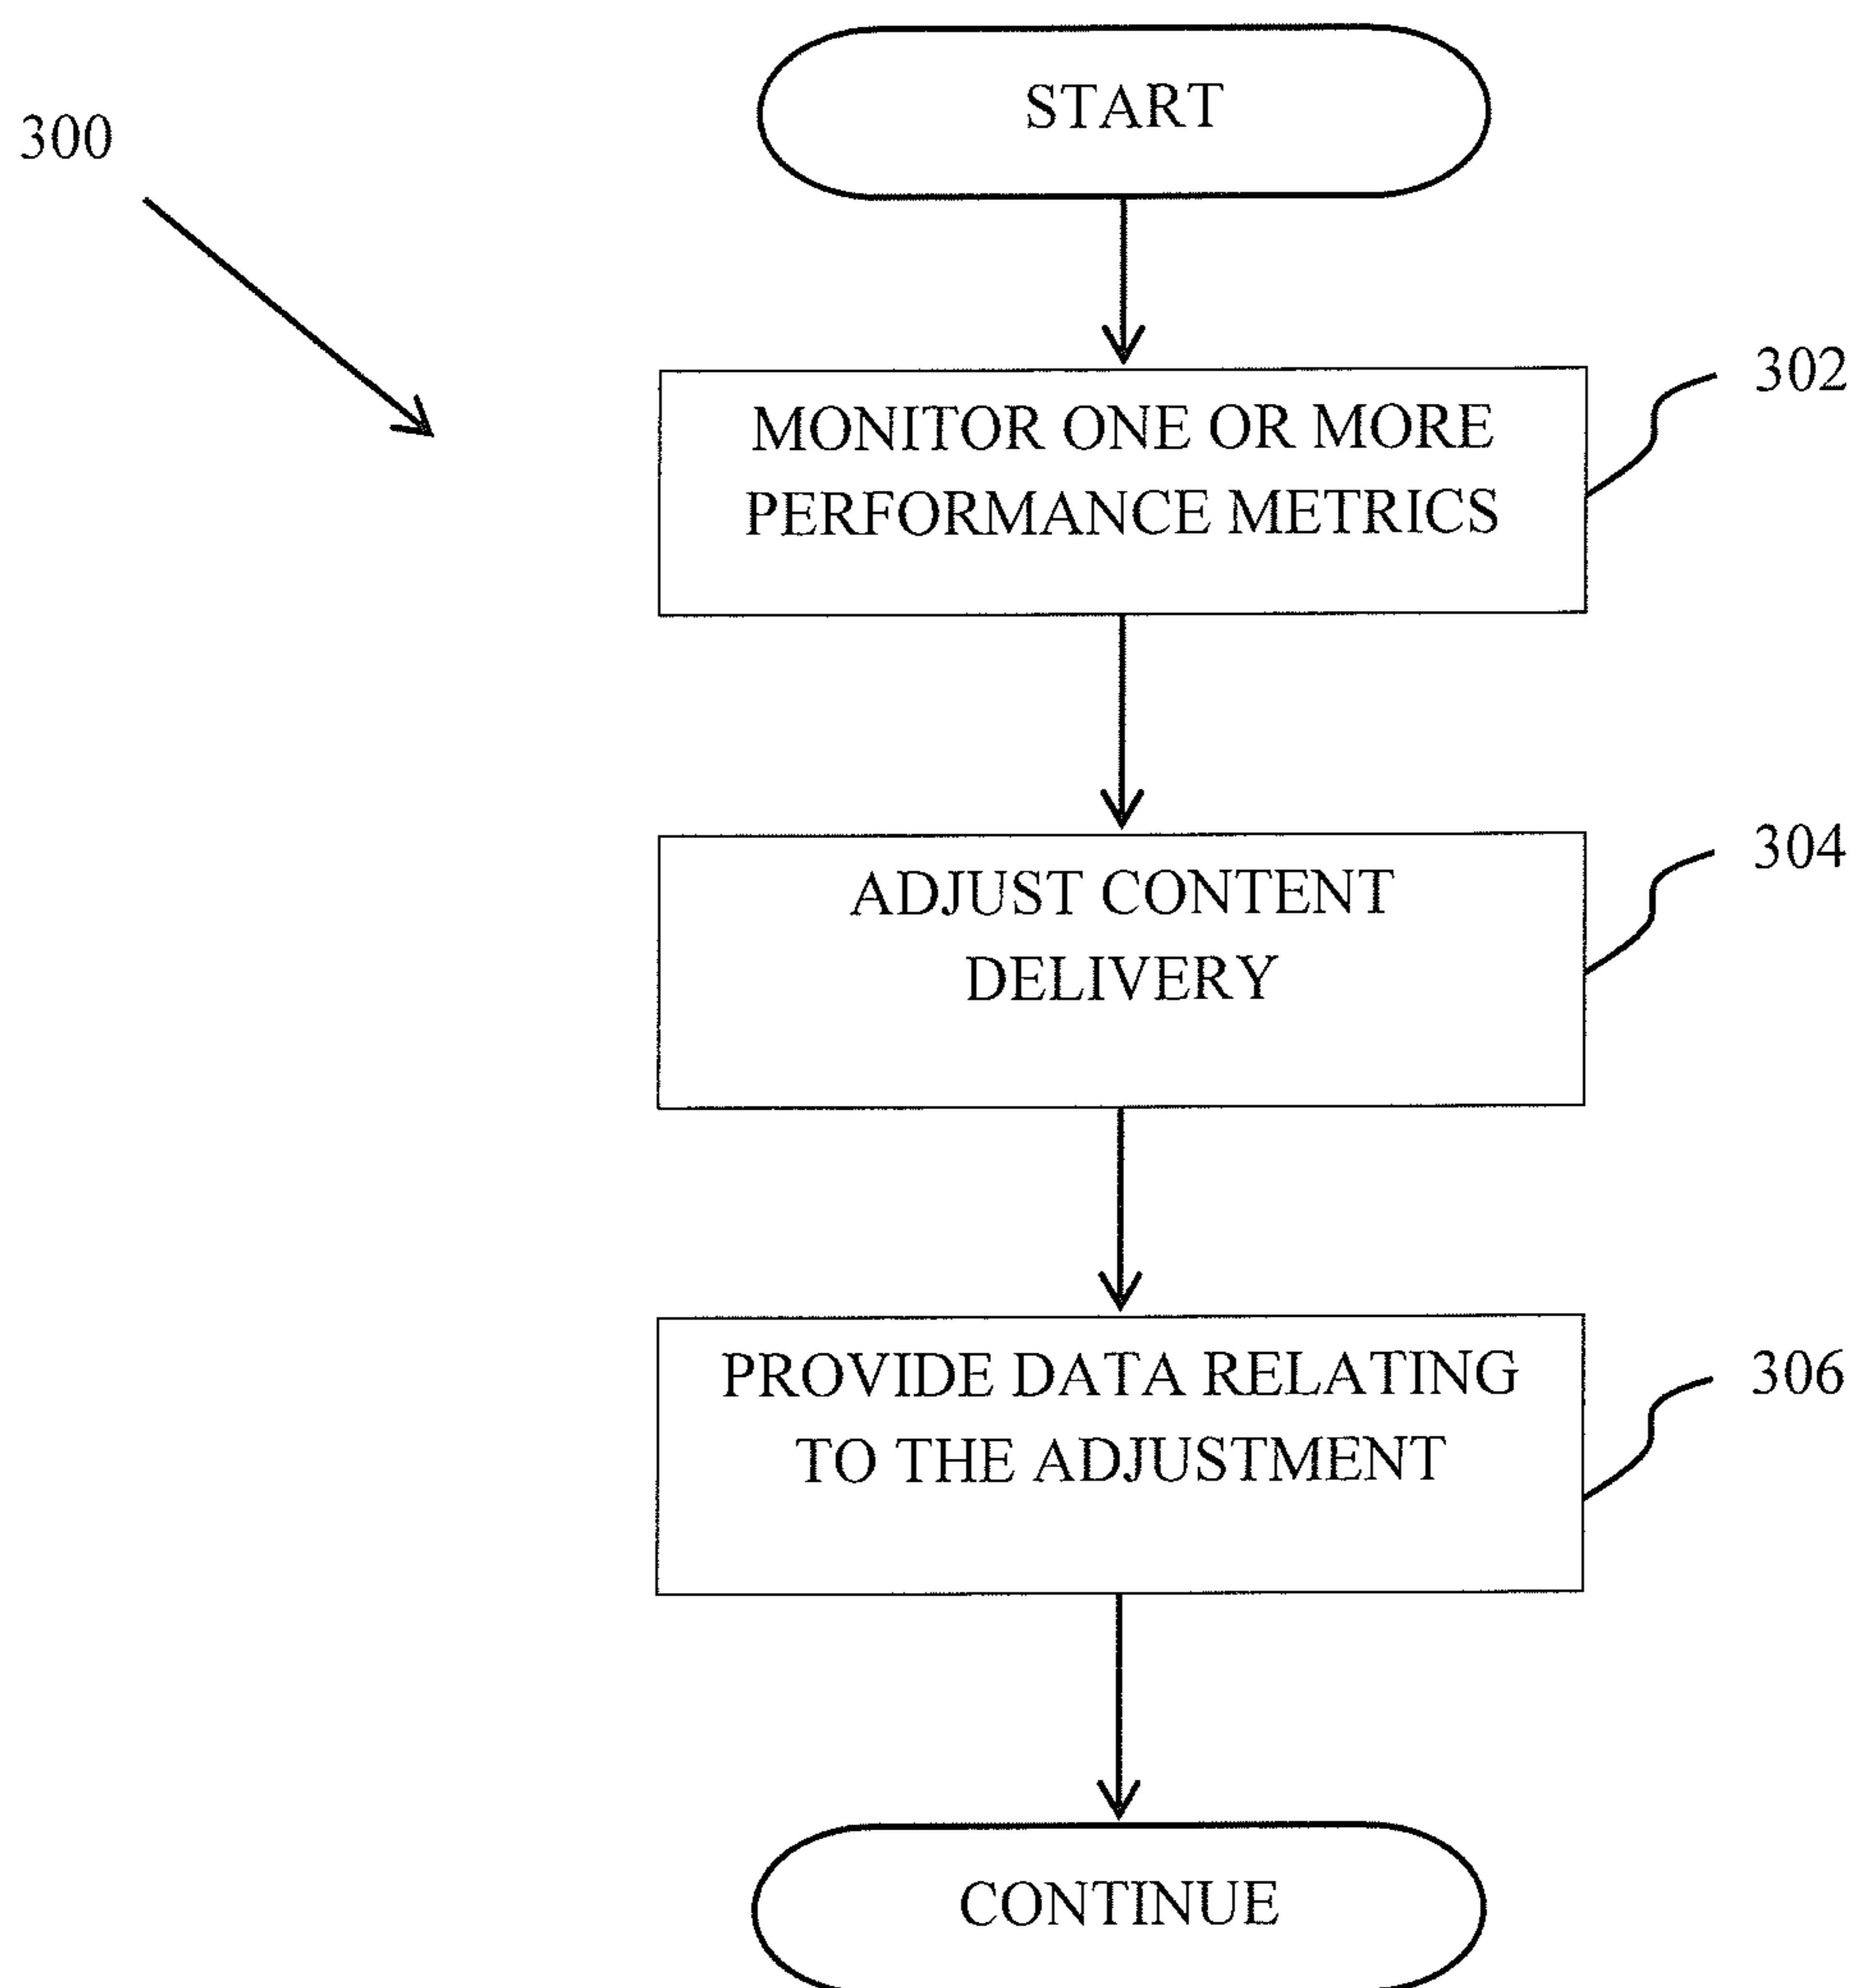 START
300
302
MONITOR ONE OR MORE
PERFORMANCE METRICS
304
ADJUST CONTENT
DELIVERY
306
PROVIDE DATA RELATING
TO THE ADJUSTMENT
CONTINUE